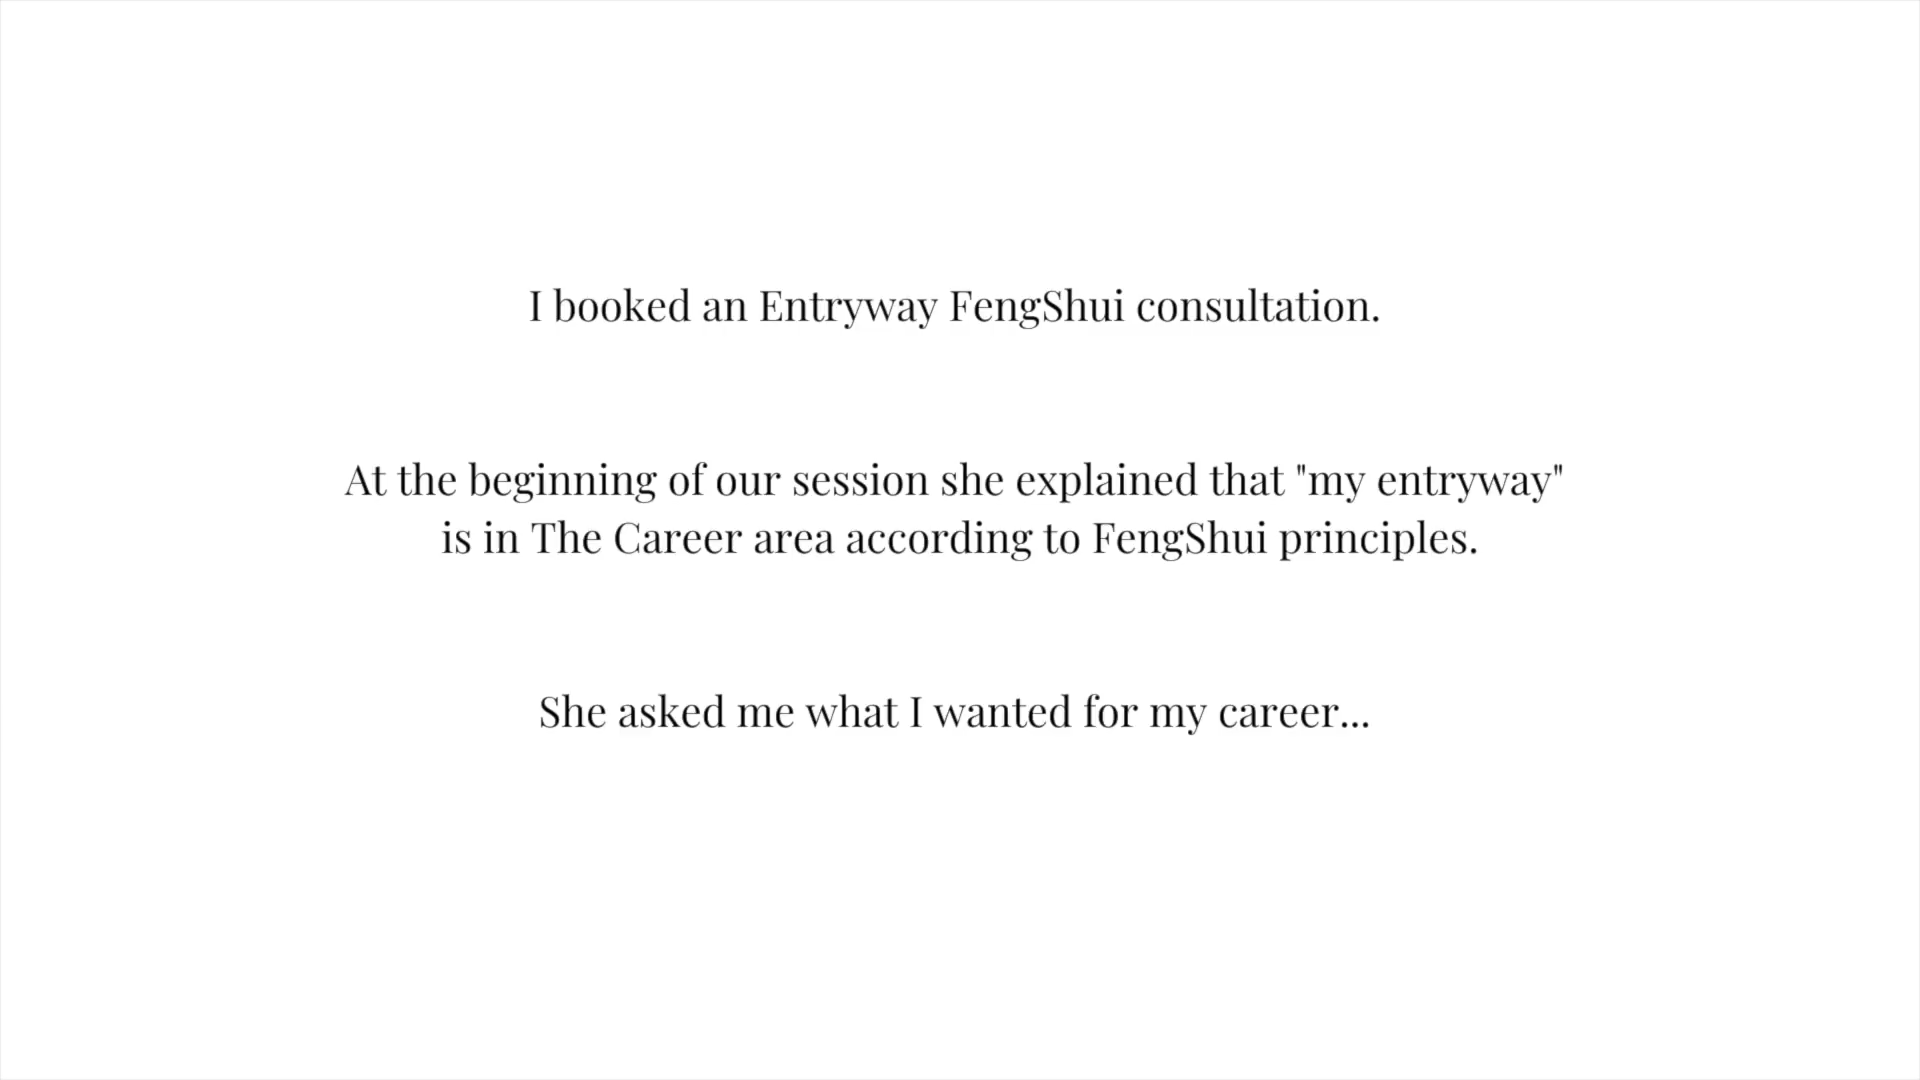 I booked an Entryway FengShui consultation.
At the beginning of our session she explained that "my entryway"
is in The Career area according to FengShui principles.
She asked me what I wanted for my career...